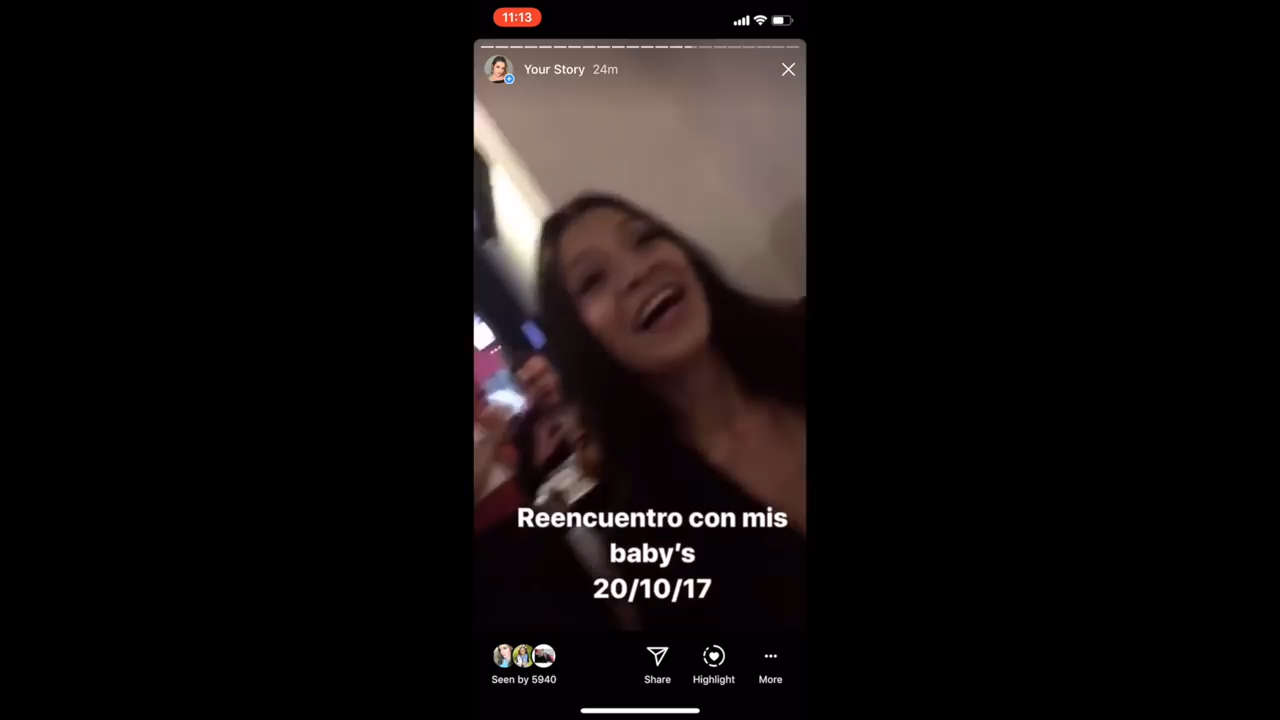 11:13
Your Story 24m
Reencuentro con mis
baby's
20/10/17
Seen by 5940
Share
Highlight
More